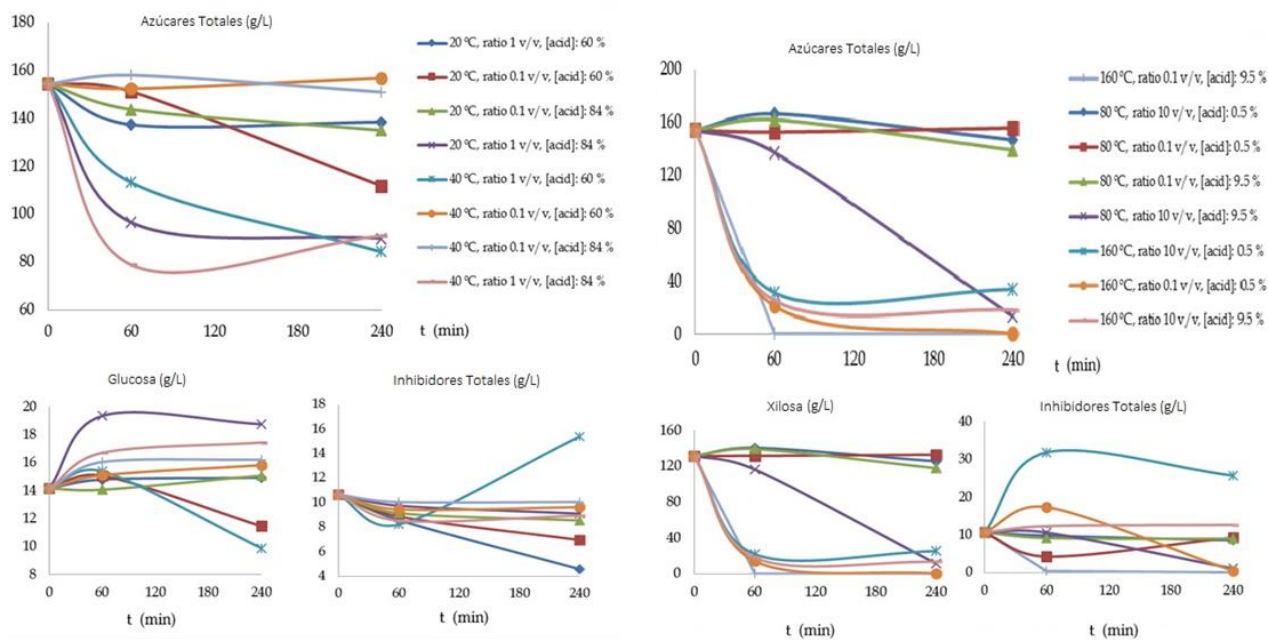 Azúcares Totales (g/L)
180
160
140
120
100
80
60
0
60
120
180
240
t (min)
20 ºC, ratio 1 v/v, [acid]: 60 %
20 ºC, ratio 0.1 v/v, [acid]: 60 %
20 ºC, ratio 0.1 v/v, [acid]: 84 %
20 ºC, ratio 1 v/v, [acid]: 84 %
40 ºC, ratio 1 v/v, [acid]: 60 %
40 ºC, ratio 0.1 v/v, [acid]: 60 %
40 ºC, ratio 0.1 v/v, [acid]: 84 %
40 ºC, ratio 1 v/v, [acid]: 84 %
Azúcares Totales (g/L)
200
160
120
80
40
0
0
60
120
180
240
t (min)
160 ºC, ratio 0.1 v/v, [acid]: 9.5 %
80 ºC, ratio 10 v/v, [acid]: 0.5 %
80 ºC, ratio 0.1 v/v, [acid]: 0.5 %
80 ºC, ratio 0.1 v/v, [acid]: 9.5 %
80 ºC, ratio 10 v/v, [acid]: 9.5 %
160 ºC, ratio 10 v/v, [acid]: 0.5 %
160 ºC, ratio 0.1 v/v, [acid]: 0.5 %
160 ºC, ratio 10 v/v, [acid]: 9.5 %
Glucosa (g/L)
20
18
16
14
12
10
8
0
60
120
180
240
t (min)
Inhibidores Totales (g/L)
18
16
14
12
10
8
6
4
0
60
120
180
240
t (min)
Xilosa (g/L)
160
120
80
40
0
0
60
120
180
240
t (min)
Inhibidores Totales (g/L)
40
30
20
10
0
0
60
120
180
240
t (min)